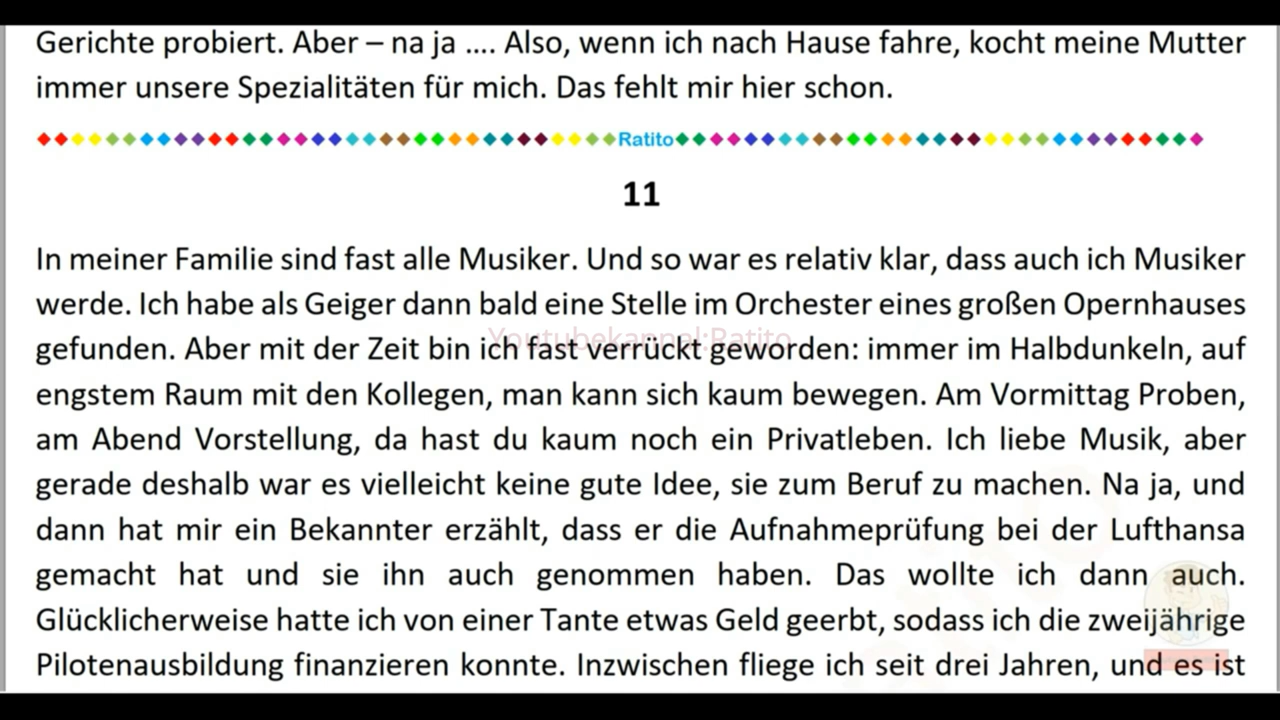 Gerichte probiert. Aber – na ja .... Also, wenn ich nach Hause fahre, kocht meine Mutter
immer unsere Spezialitäten für mich. Das fehlt mir hier schon.
Ratito
11
In meiner Familie sind fast alle Musiker. Und so war es relativ klar, dass auch ich Musiker
werde. Ich habe als Geiger dann bald eine Stelle im Orchester eines großen Opernhauses
Youtubekannal:Ratito
gefunden. Aber mit der Zeit bin ich fast verrückt geworden: immer im Halbdunkeln, auf
engstem Raum mit den Kollegen, man kann sich kaum bewegen. Am Vormittag Proben,
am Abend Vorstellung, da hast du kaum noch ein Privatleben. Ich liebe Musik, aber
gerade deshalb war es vielleicht keine gute Idee, sie zum Beruf zu machen. Na ja, und
dann hat mir ein Bekannter erzählt, dass er die Aufnahmeprüfung bei der Lufthansa
gemacht hat und sie ihn auch genommen haben. Das wollte ich dann auch.
Glücklicherweise hatte ich von einer Tante etwas Geld geerbt, sodass ich die zweijährige
Pilotenausbildung finanzieren konnte. Inzwischen fliege ich seit drei Jahren, und es ist